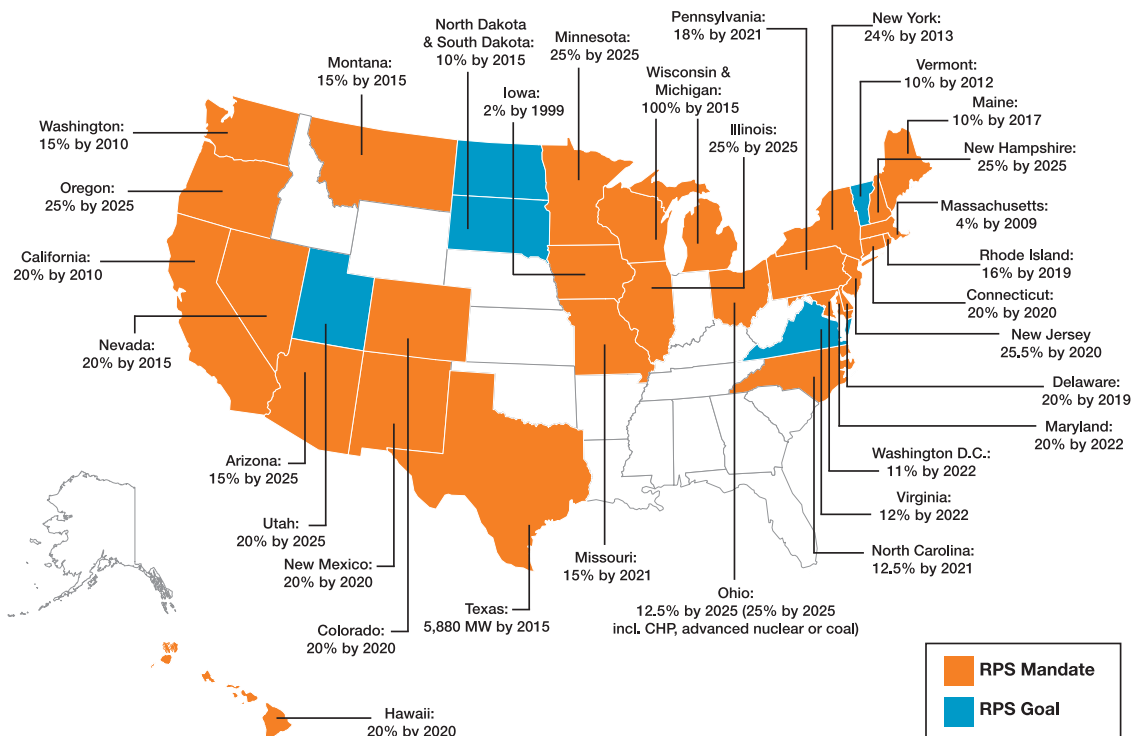 North Dakota
& South Dakota:
10% by 2015
Minnesota:
25% by 2025
Pennsylvania:
18% by 2021
New York:
24% by 2013
Montana:
15% by 2015
Iowa:
2% by 1999
Wisconsin &
Michigan:
100% by 2015
Illinois:
25% by 2025
Vermont:
10% by 2012
Maine:
10% by 2017
Washington:
15% by 2010
New Hampshire:
25% by 2025
Oregon:
25% by 2025
Massachusetts:
4% by 2009
California:
20% by 2010
Rhode Island:
16% by 2019
Connecticut:
20% by 2020
Nevada:
20% by 2015
New Jersey
25.5% by 2020
Delaware:
20% by 2019
Maryland:
20% by 2022
Arizona:
15% by 2025
Washington D.C.:
11% by 2022
Utah:
20% by 2025
Virginia:
12% by 2022
New Mexico:
20% by 2020
Missouri:
15% by 2021
North Carolina:
12.5% by 2021
Texas:
5,880 MW by 2015
Ohio:
12.5% by 2025 (25% by 2025
incl. CHP, advanced nuclear or coal)
Colorado:
20% by 2020
Hawaii:
20% by 2020
RPS Mandate
RPS Goal